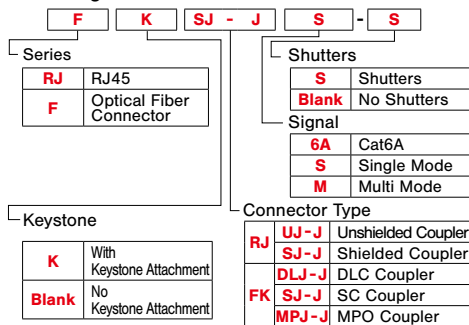 F K SJ - J S - S
Series
RJ RJ45
F Optical Fiber
Connector
Shutters
S Shutters
Blank No Shutters
Signal
6A Cat6A
S Single Mode
M Multi Mode
Keystone
K With
Keystone Attachment
Blank No
Keystone Attachment
Connector Type
RJ UJ-J Unshielded Coupler
SJ-J Shielded Coupler
FK DLJ-J DLC Coupler
SJ-J SC Coupler
MPJ-J MPO Coupler